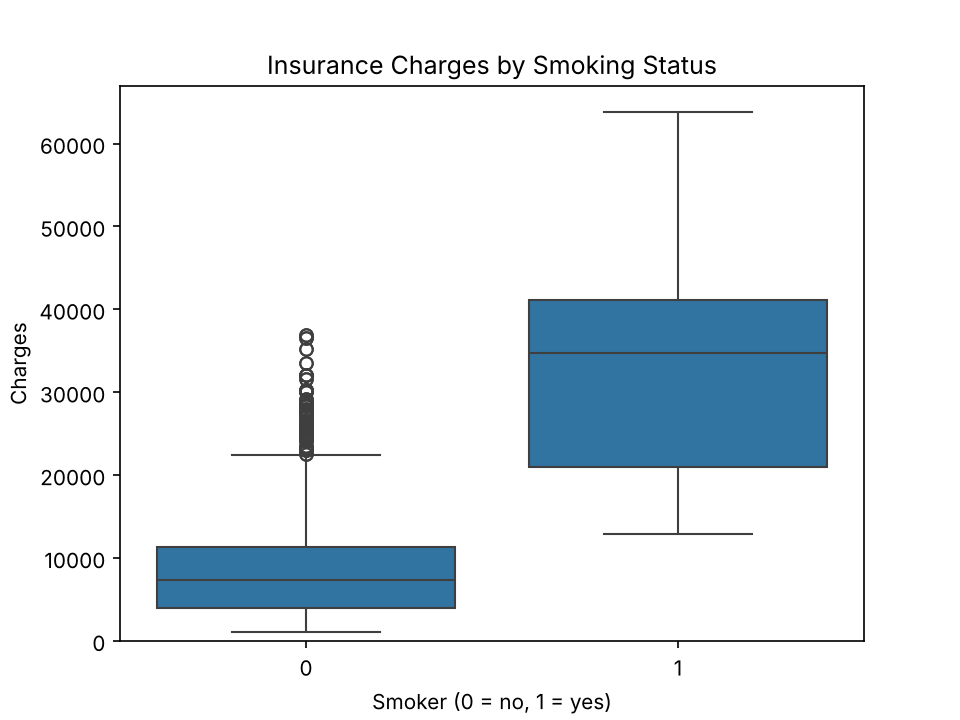 Insurance Charges by Smoking Status
Charges
60000
50000
40000
30000
20000
10000
0
0 1
Smoker (0 = no, 1 = yes)